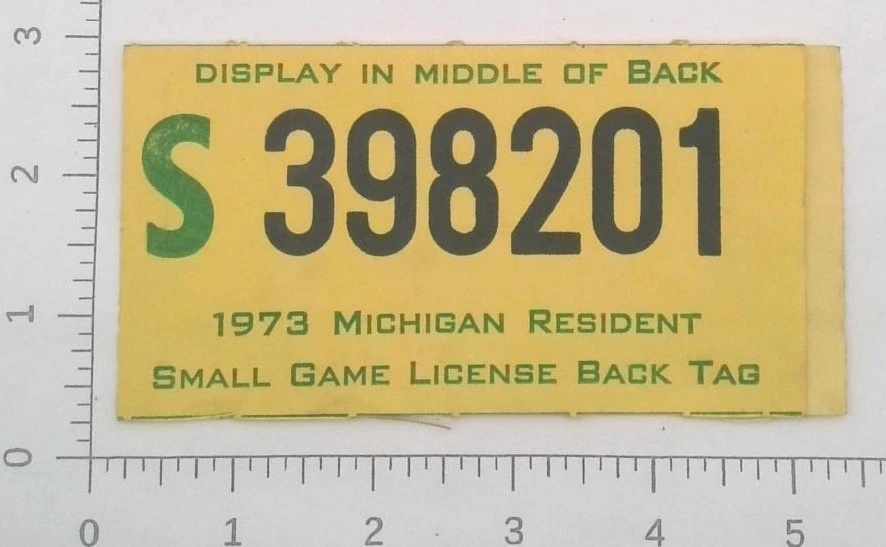 DISPLAY IN MIDDLE OF BACK
S 398201
1973 MICHIGAN RESIDENT
SMALL GAME LICENSE BACK TAG
3
2
1
0
0 1 2 3 4 5